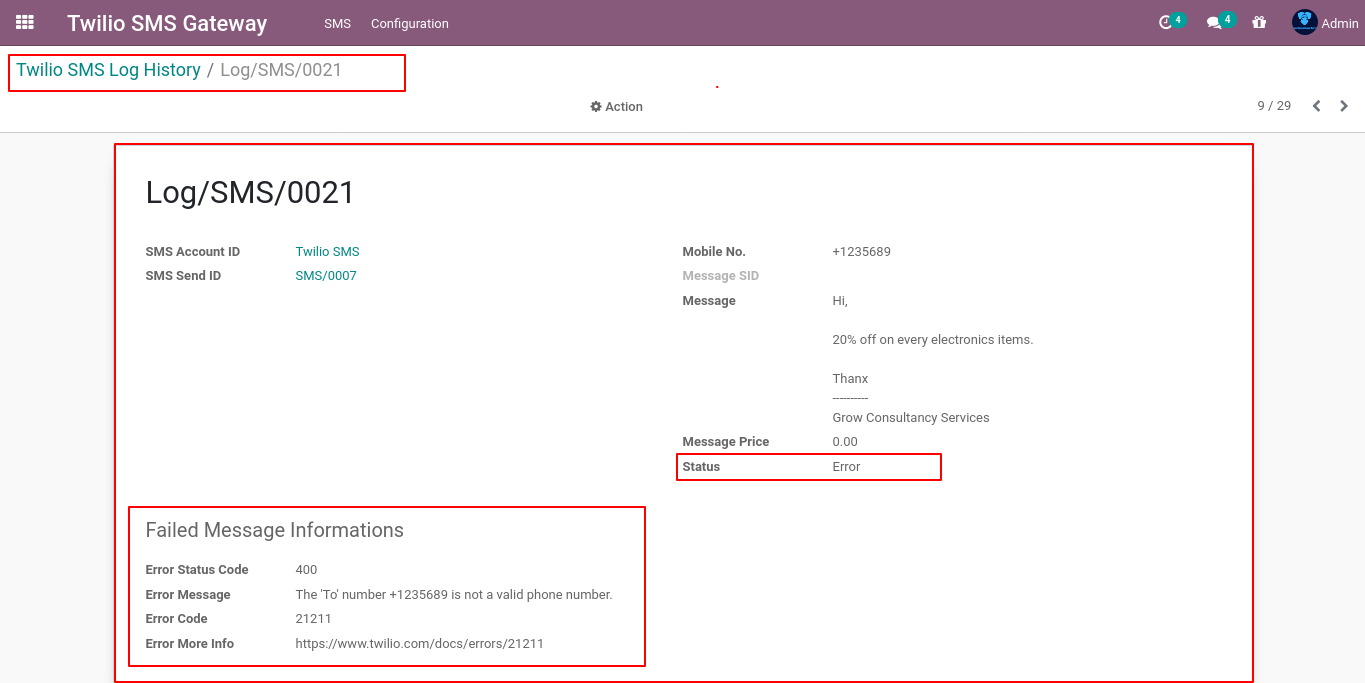 Twilio SMS Gateway SMS Configuration 4 4 Admin
Twilio SMS Log History / Log/SMS/0021
Action 9 / 29
Log/SMS/0021
SMS Account ID Twilio SMS
SMS Send ID SMS/0007
Mobile No. +1235689
Message SID
Message Hi,
20% off on every electronics items.
Thanx
----------
Grow Consultancy Services
Message Price 0.00
Status Error
Failed Message Informations
Error Status Code 400
Error Message The 'To' number +1235689 is not a valid phone number.
Error Code 21211
Error More Info https://www.twilio.com/docs/errors/21211